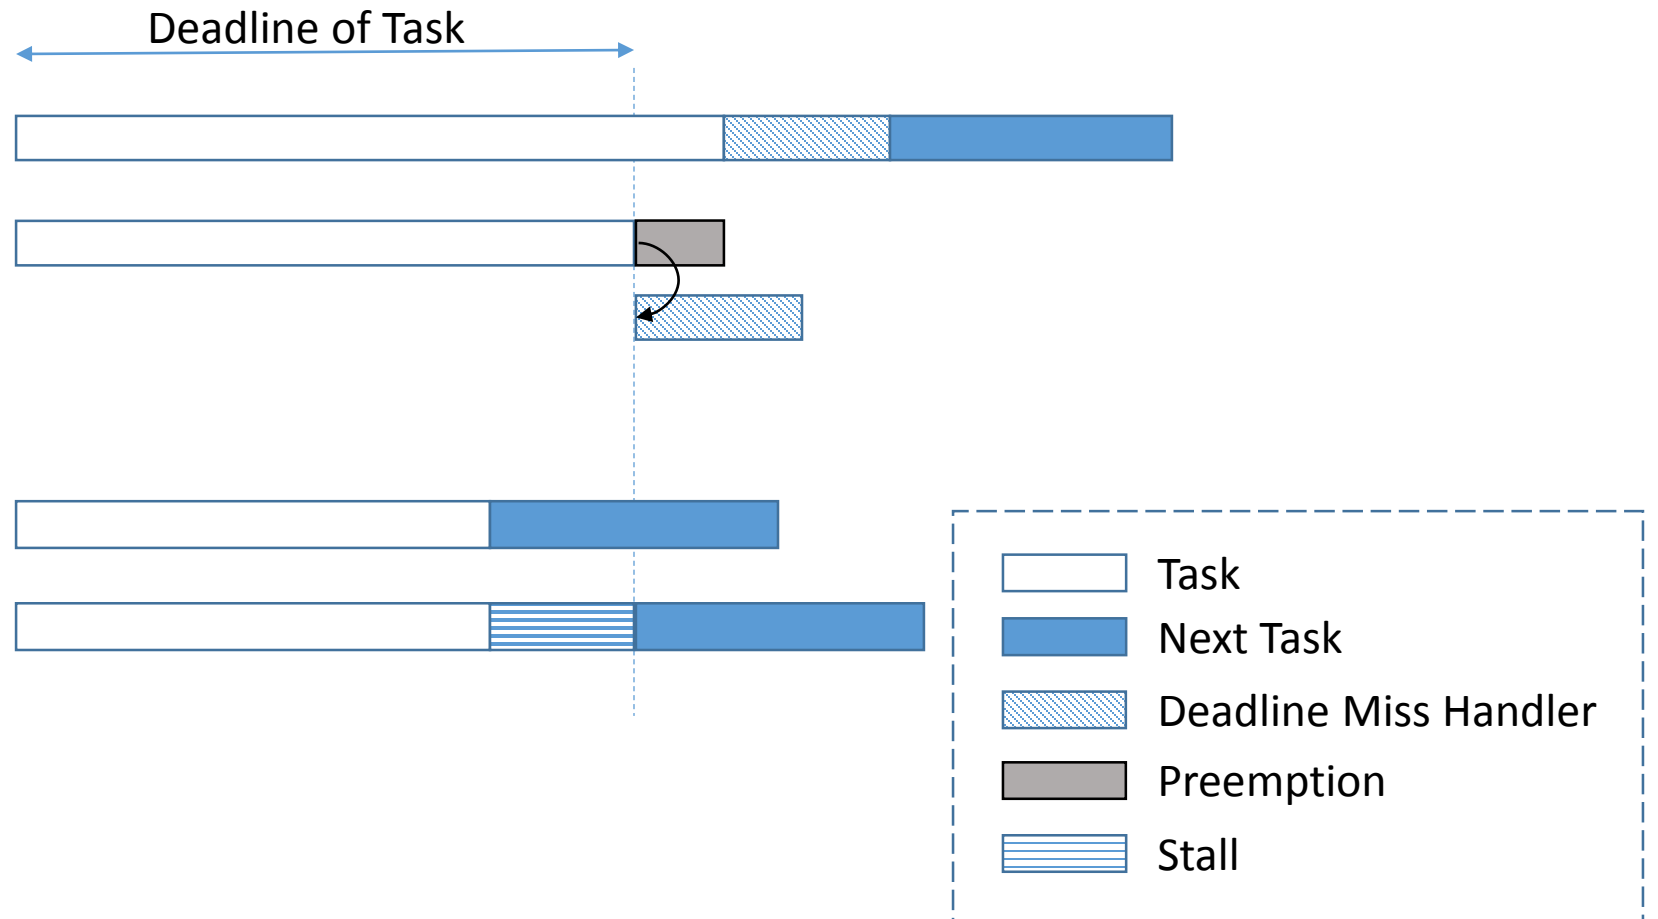 Deadline of Task
Task
Next Task
Deadline Miss Handler
Preemption
Stall